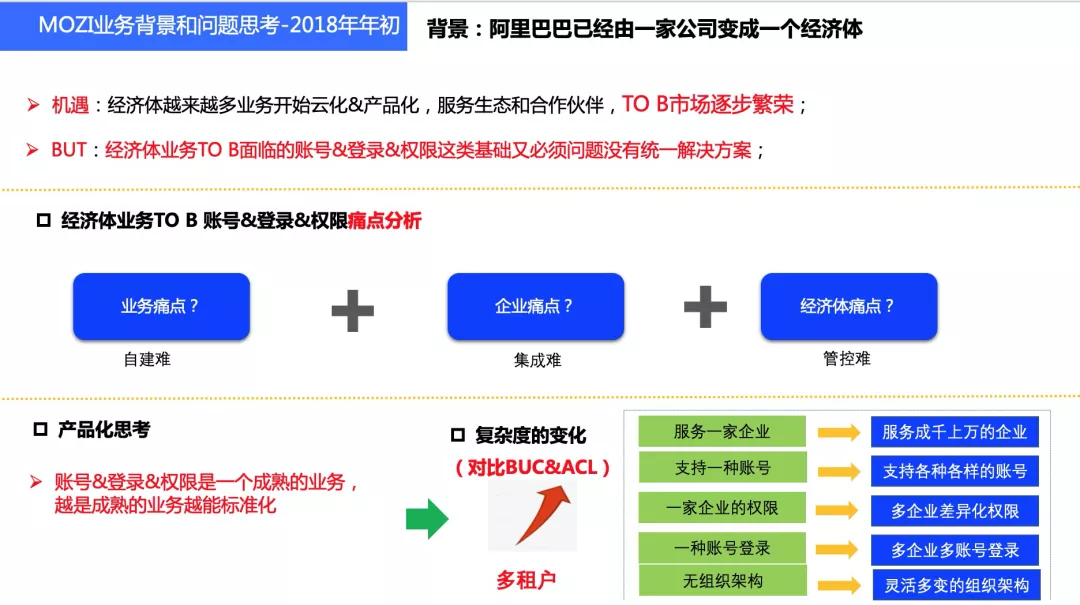 MOZI业务背景和问题思考-2018年年初
背景：阿里巴巴已经由一家公司变成一个经济体
机遇：经济体越来越多业务开始云化&产品化，服务生态和合作伙伴，TO B市场逐步繁荣；
BUT：经济体业务TO B面临的账号&登录&权限这类基础又必须问题没有统一解决方案；
经济体业务TO B 账号&登录&权限痛点分析
业务痛点？
企业痛点？
经济体痛点？
自建难
集成难
管控难
产品化思考
账号&登录&权限是一个成熟的业务，
越是成熟的业务越能标准化
复杂度的变化
（对比BUC&ACL）
多租户
服务一家企业
服务成千上万的企业
支持一种账号
支持各种各样的账号
一家企业的权限
多企业差异化权限
一种账号登录
多企业多账号登录
无组织架构
灵活多变的组织架构